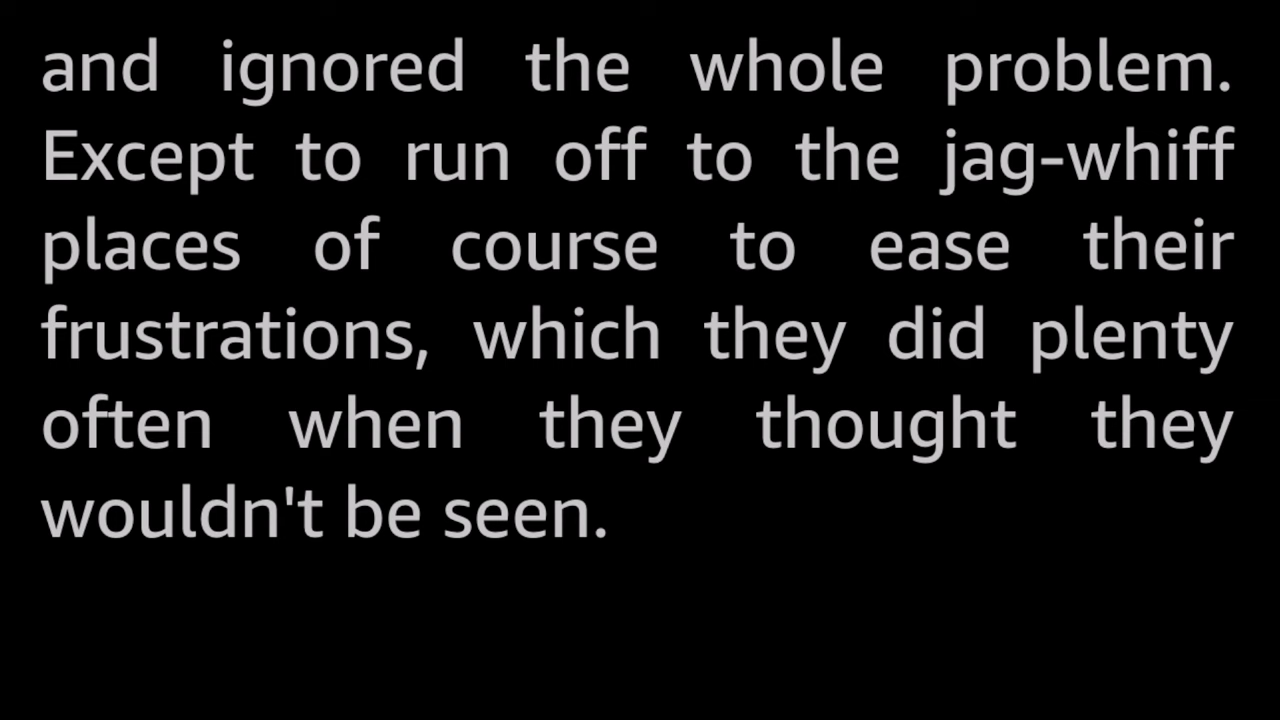 and ignored the whole problem.
Except to run off to the jag-whiff
places of course to ease their
frustrations, which they did plenty
often when they thought they
wouldn't be seen.